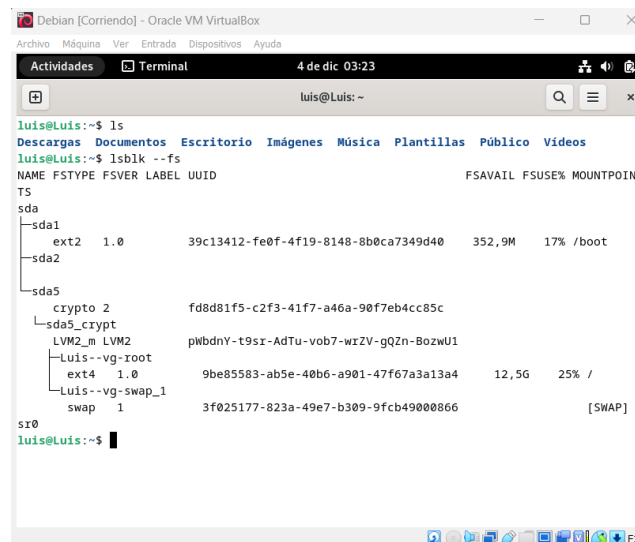 Debian [Corriendo] - Oracle VM VirtualBox
Archivo Máquina Ver Entrada Dispositivos Ayuda
Actividades Terminal 4 de dic 03:23
luis@Luis: ~
luis@Luis:~$ ls
Descargas Documentos Escritorio Imágenes Música Plantillas Público Vídeos
luis@Luis:~$ lsblk --fs
NAME FSTYPE FSVER LABEL UUID FSAVAIL FSUSE% MOUNTPOIN
TS
sda
├─sda1
ext2 1.0 39c13412-fe0f-4f19-8148-8b0ca7349d40 352,9M 17% /boot
├─sda2
└─sda5
crypto 2 fd8d81f5-c2f3-41f7-a46a-90f7eb4cc85c
└─sda5_crypt
LVM2_m LVM2 pWbdnY-t9sr-AdTu-vob7-wrZV-gQZn-BozwU1
├─Luis--vg-root
ext4 1.0 9be85583-ab5e-40b6-a901-47f67a3a13a4 12,5G 25% /
└─Luis--vg-swap_1
swap 1 3f025177-823a-49e7-b309-9fcb49000866 [SWAP]
sr0
luis@Luis:~$